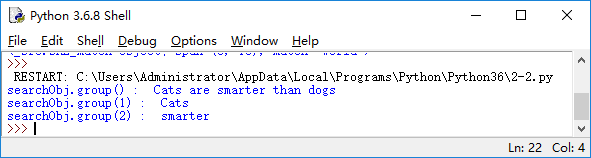 Python 3.6.8 Shell
File Edit Shell Debug Options Window Help
>>>
RESTART: C:\Users\Administrator\AppData\Local\Programs\Python\Python36\2-2.py
searchObj.group() :  Cats are smarter than dogs
searchObj.group(1) :  Cats
searchObj.group(2) :  smarter
>>>
Ln: 22 Col: 4